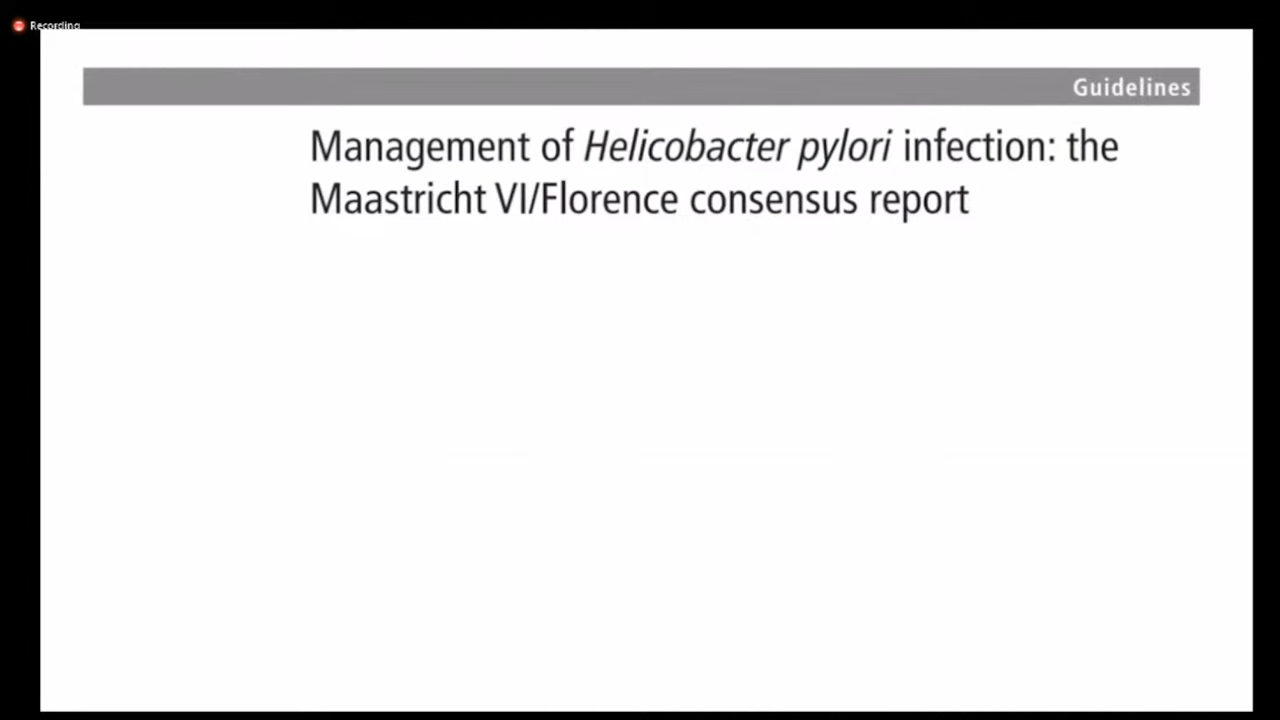 Recording
Guidelines
Management of Helicobacter pylori infection: the
Maastricht VI/Florence consensus report